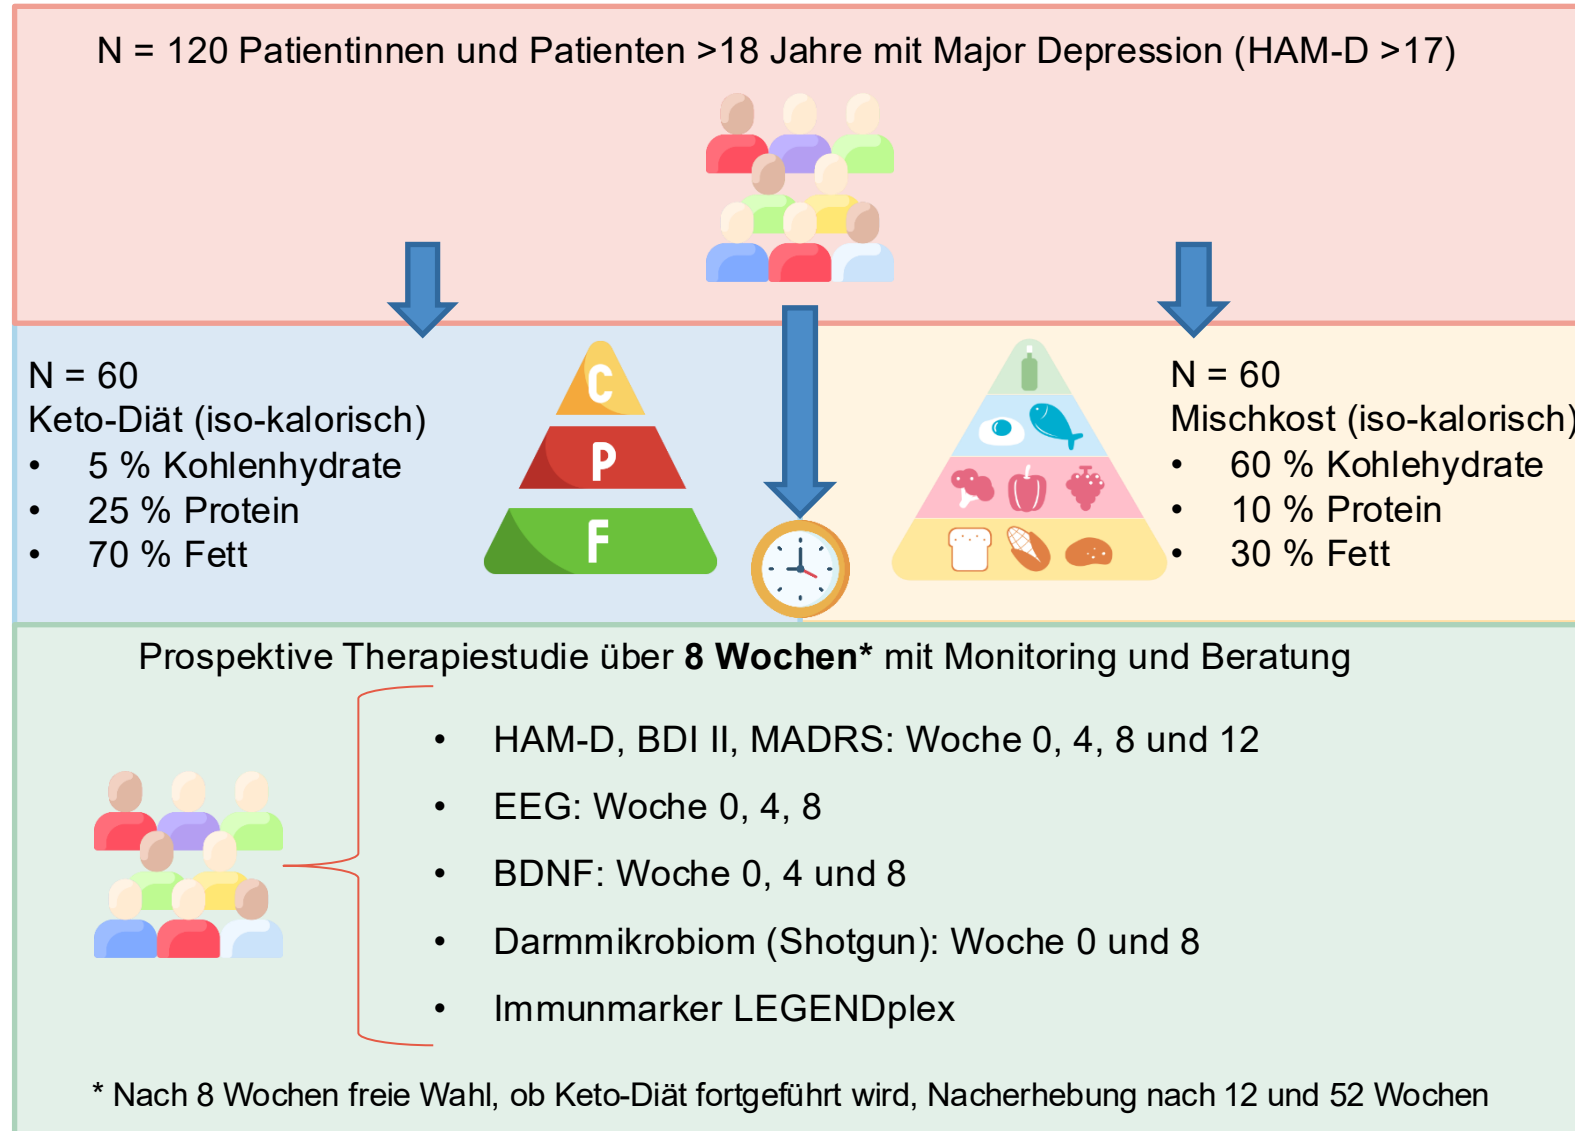 N = 120 Patientinnen und Patienten >18 Jahre mit Major Depression (HAM-D >17)
N = 60
Keto-Diät (iso-kalorisch)
• 5 % Kohlenhydrate
• 25 % Protein
• 70 % Fett
C
P
F
N = 60
Mischkost (iso-kalorisch)
• 60 % Kohlehydrate
• 10 % Protein
• 30 % Fett
Prospektive Therapiestudie über 8 Wochen* mit Monitoring und Beratung
• HAM-D, BDI II, MADRS: Woche 0, 4, 8 und 12
• EEG: Woche 0, 4, 8
• BDNF: Woche 0, 4 und 8
• Darmmikrobiom (Shotgun): Woche 0 und 8
• Immunmarker LEGENDplex
* Nach 8 Wochen freie Wahl, ob Keto-Diät fortgeführt wird, Nacherhebung nach 12 und 52 Wochen